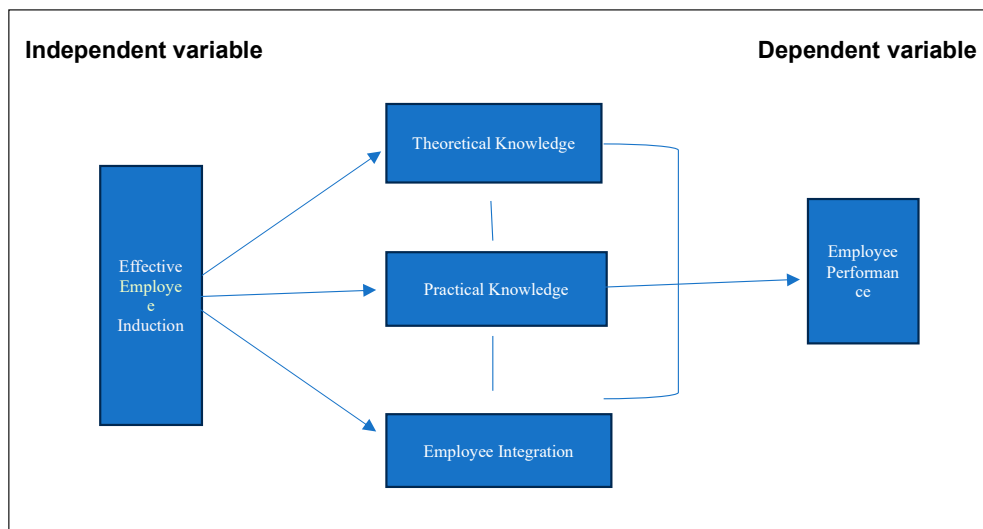 Independent variable
Dependent variable
Theoretical Knowledge
Effective
Employe
e
Induction
Practical Knowledge
Employee
Performan
ce
Employee Integration